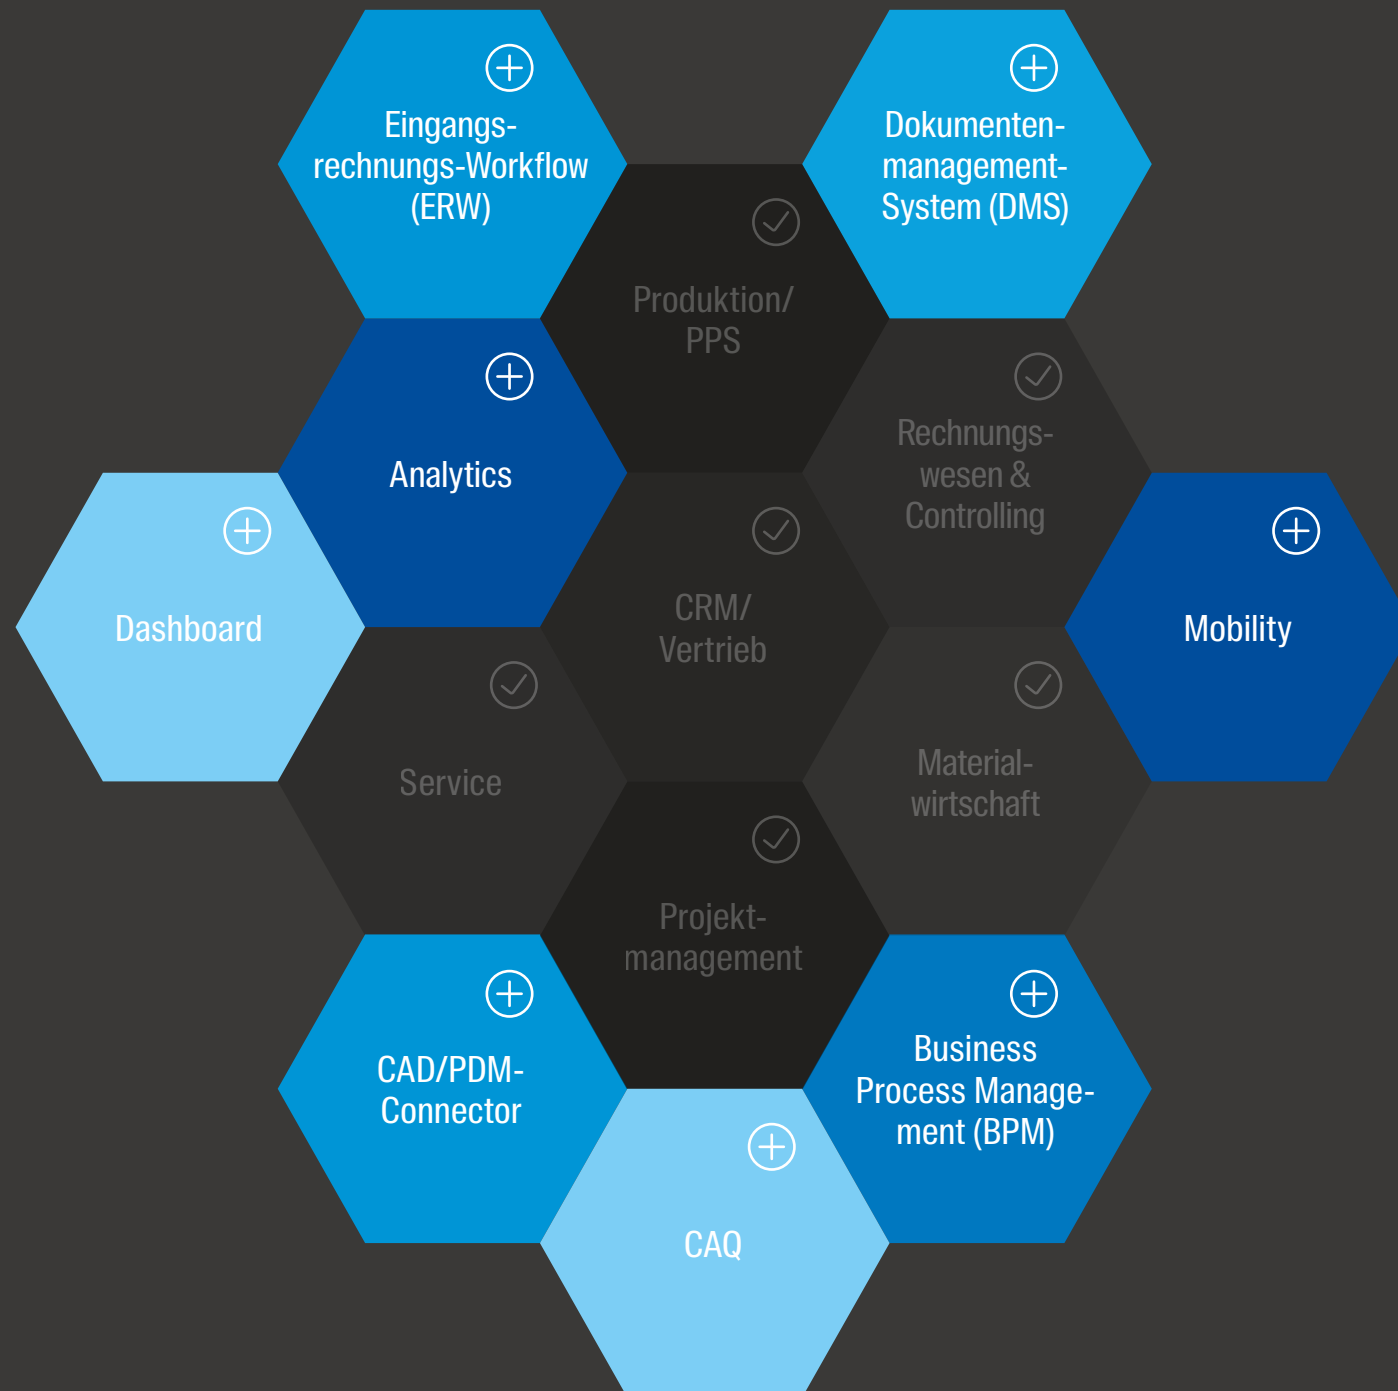 Eingangs-
rechnungs-Workflow
(ERW)
Dokumenten-
management-
System (DMS)
Produktion/
PPS
Analytics
Rechnungs-
wesen &
Controlling
Dashboard
CRM/
Vertrieb
Mobility
Service
Material-
wirtschaft
Projekt-
management
CAD/PDM-
Connector
Business
Process Manage-
ment (BPM)
CAQ